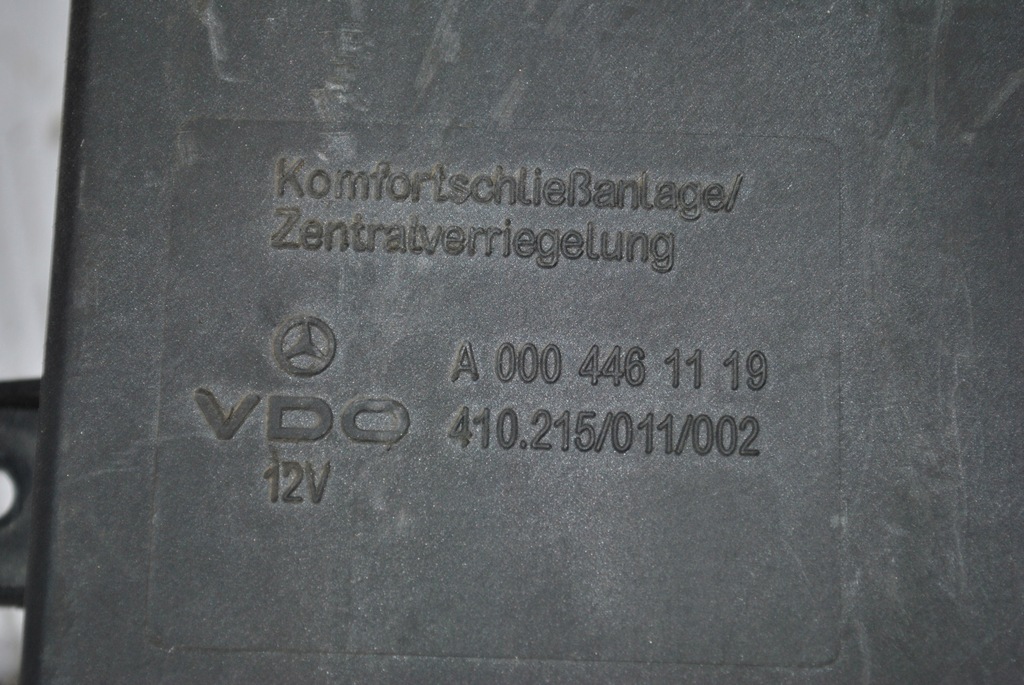 Komfortschließanlage/
Zentralverriegelung
A 000 446 11 19
VDO 410.215/011/002
12V